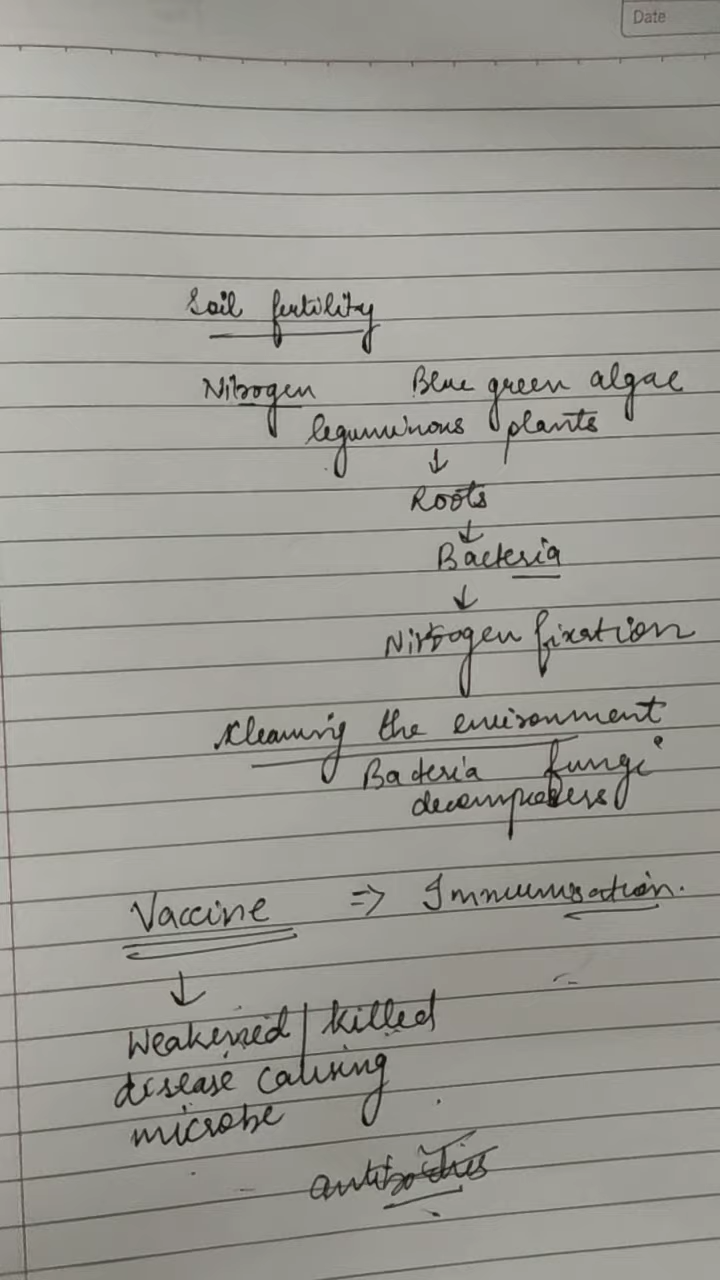 Date
Soil fertility
Nitrogen Blue green algae
leguminous plants
↓
Roots
↓
Bacteria
↓
Nitrogen fixation
Cleaning the environment
Bacteria fungi
decomposers
Vaccine ⇒ Immunisation.
↓
Weakened / killed
disease causing
microbe
antibodies